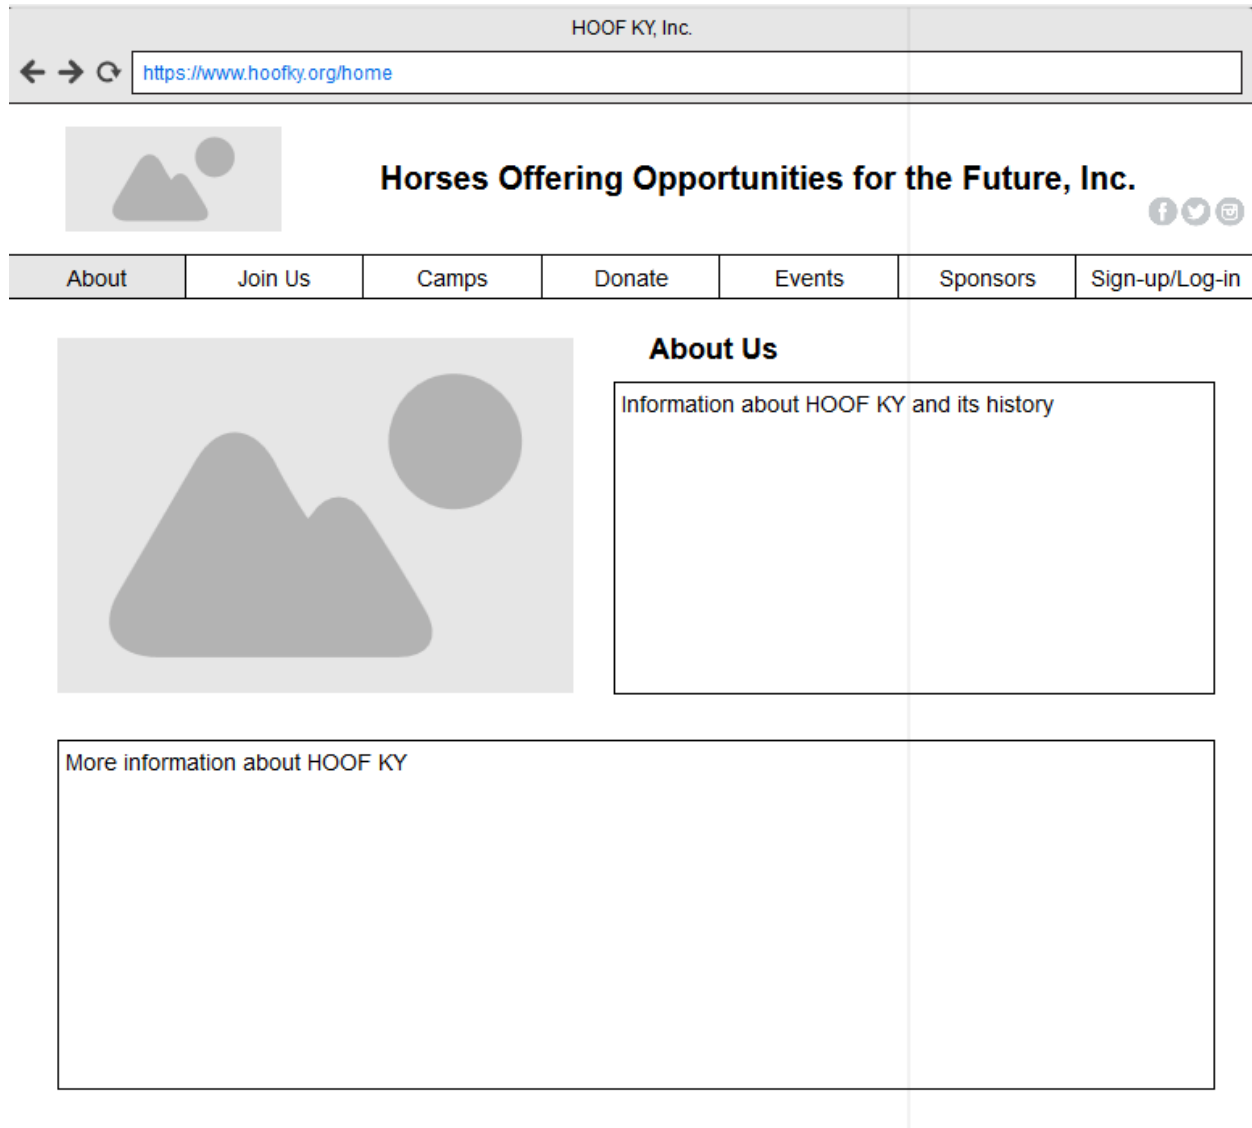 HOOF KY, Inc.
https://www.hoofky.org/home
Horses Offering Opportunities for the Future, Inc.
About Join Us Camps Donate Events Sponsors Sign-up/Log-in
About Us
Information about HOOF KY and its history
More information about HOOF KY